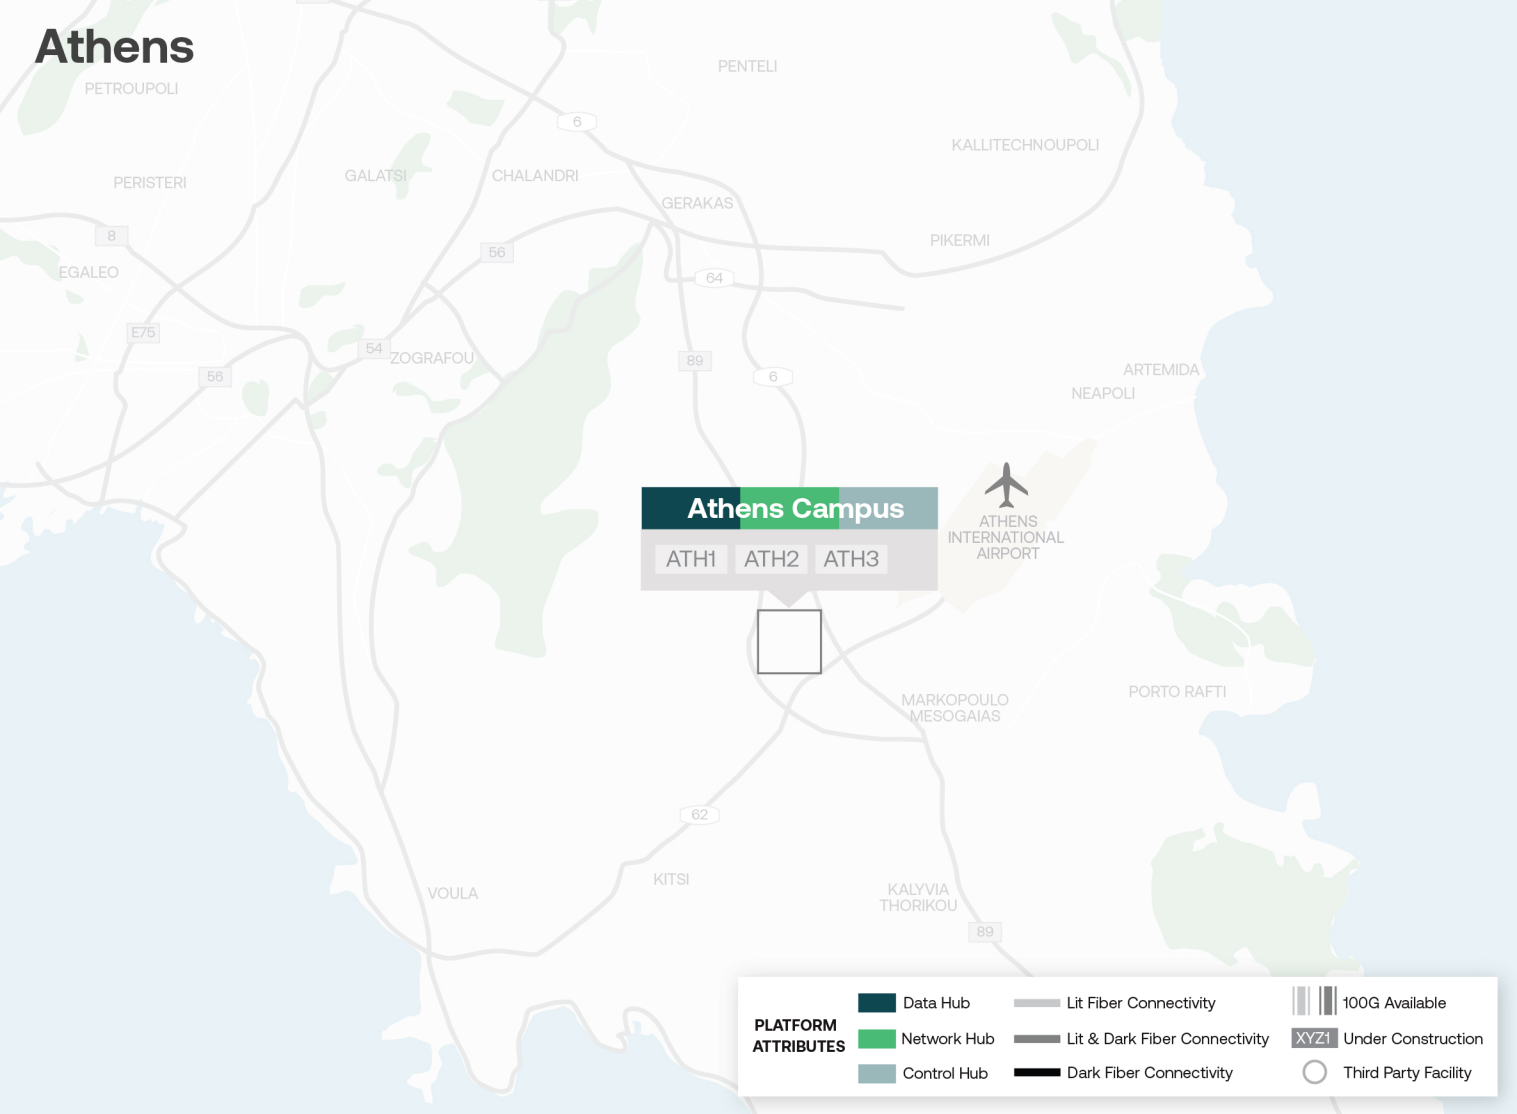 Athens
PENTELI
PETROUPOLI
6
KALLITECHNOUPOLI
GALATSI
CHALANDRI
PERISTERI
GERAKAS
8
PIKERMI
56
EGALEO
64
E75
54
ZOGRAFOU
89
ARTEMIDA
56
6
NEAPOLI
Athens Campus
ATH1 ATH2 ATH3
ATHENS
INTERNATIONAL
AIRPORT
PORTO RAFTI
MARKOPOULO
MESOGAIAS
62
KITSI
VOULA
KALYVIA
THORIKOU
89
PLATFORM
ATTRIBUTES
Data Hub
Network Hub
Control Hub
Lit Fiber Connectivity
Lit & Dark Fiber Connectivity
Dark Fiber Connectivity
100G Available
XYZ1 Under Construction
Third Party Facility